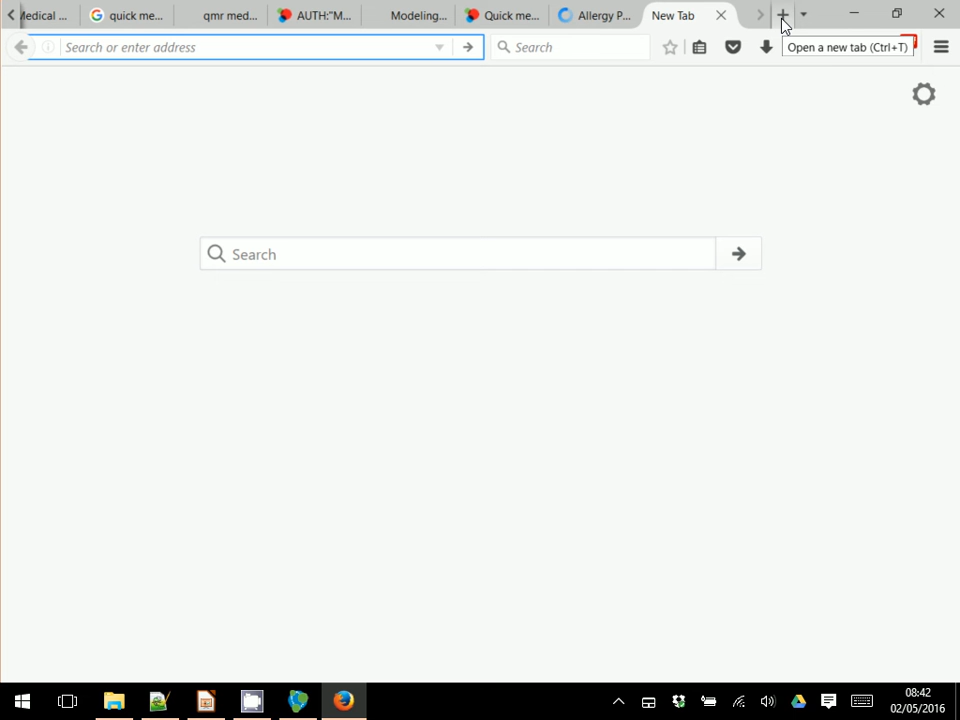 Medical ...
quick me...
qmr med...
AUTH:"M...
Modeling...
Quick me...
Allergy P...
New Tab
Search or enter address
Search
Open a new tab (Ctrl+T)
Search
08:42
02/05/2016